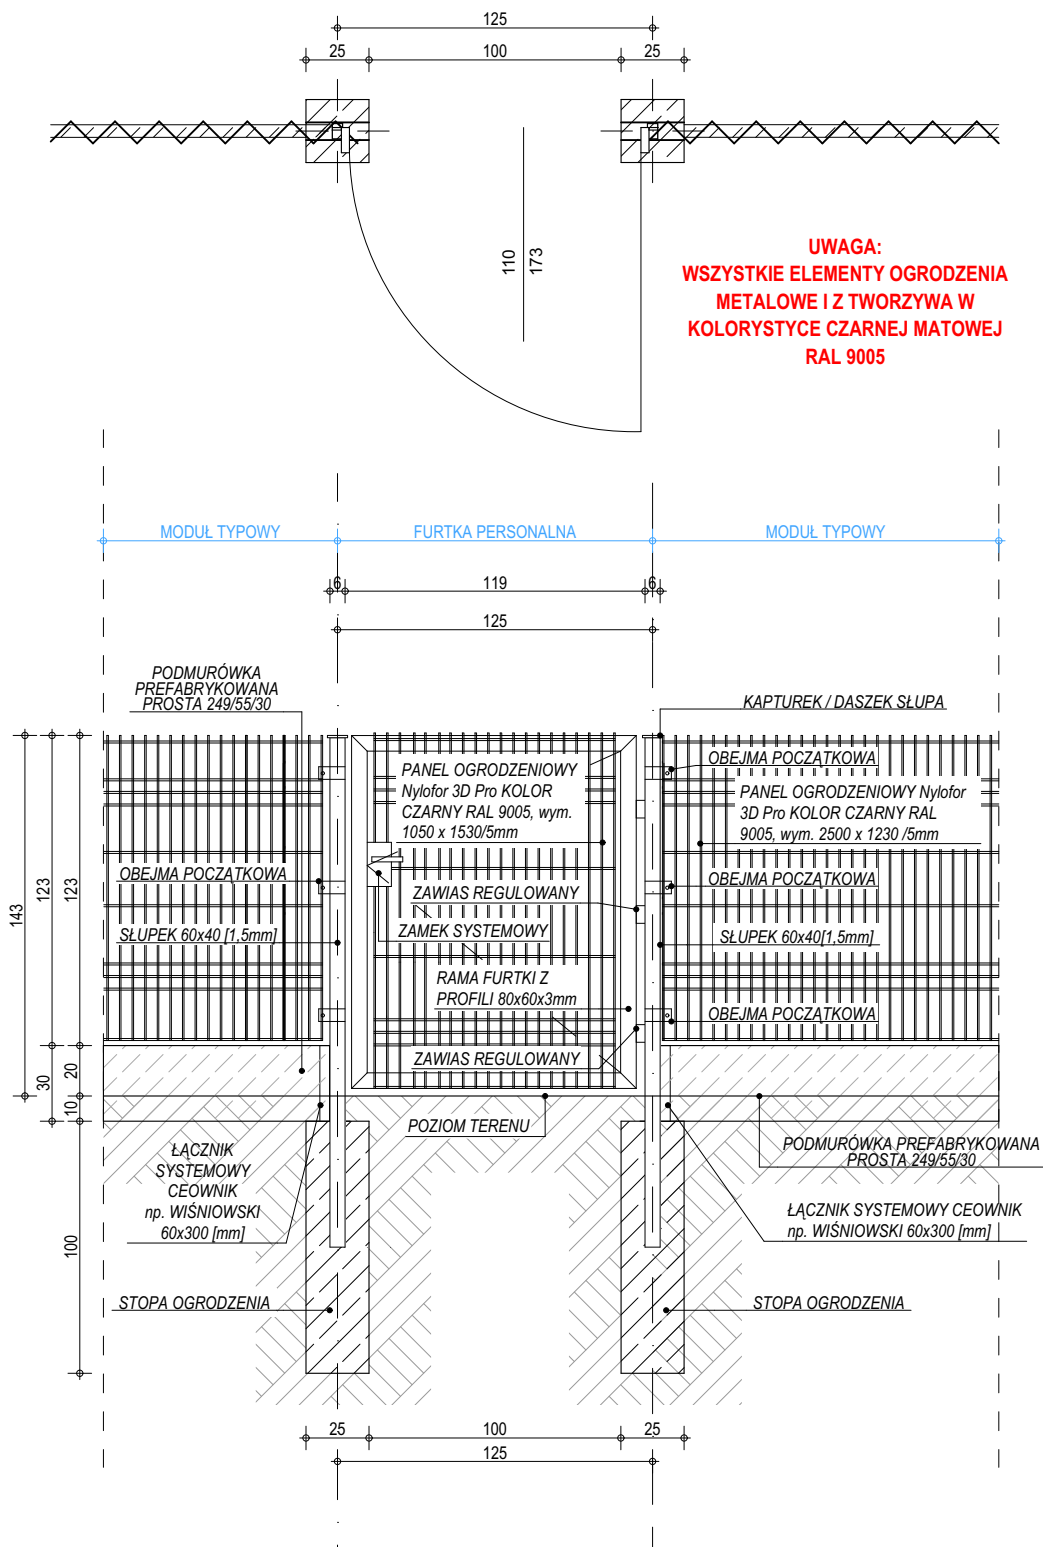 125
25
100
25
110
173
UWAGA:
WSZYSTKIE ELEMENTY OGRODZENIA
METALOWE I Z TWORZYWA W
KOLORYSTYCE CZARNEJ MATOWEJ
RAL 9005
MODUŁ TYPOWY
FURTKA PERSONALNA
MODUŁ TYPOWY
6
119
6
125
PODMURÓWKA
PREFABRYKOWANA
PROSTA 249/55/30
KAPTUREK / DASZEK SŁUPA
OBEJMA POCZĄTKOWA
PANEL OGRODZENIOWY
Nylofor 3D Pro KOLOR
CZARNY RAL 9005, wym.
1050 x 1530/5mm
PANEL OGRODZENIOWY Nylofor
3D Pro KOLOR CZARNY RAL
9005, wym. 2500 x 1230 /5mm
OBEJMA POCZĄTKOWA
OBEJMA POCZĄTKOWA
ZAWIAS REGULOWANY
ZAMEK SYSTEMOWY
SŁUPEK 60x40 [1,5mm]
SŁUPEK 60x40[1,5mm]
RAMA FURTKI Z
PROFILI 80x60x3mm
OBEJMA POCZĄTKOWA
ZAWIAS REGULOWANY
143
123
123
30
20
10
100
POZIOM TERENU
ŁĄCZNIK
SYSTEMOWY
CEOWNIK
np. WIŚNIOWSKI
60x300 [mm]
PODMURÓWKA PREFABRYKOWANA
PROSTA 249/55/30
ŁĄCZNIK SYSTEMOWY CEOWNIK
np. WIŚNIOWSKI 60x300 [mm]
STOPA OGRODZENIA
STOPA OGRODZENIA
25
100
25
125